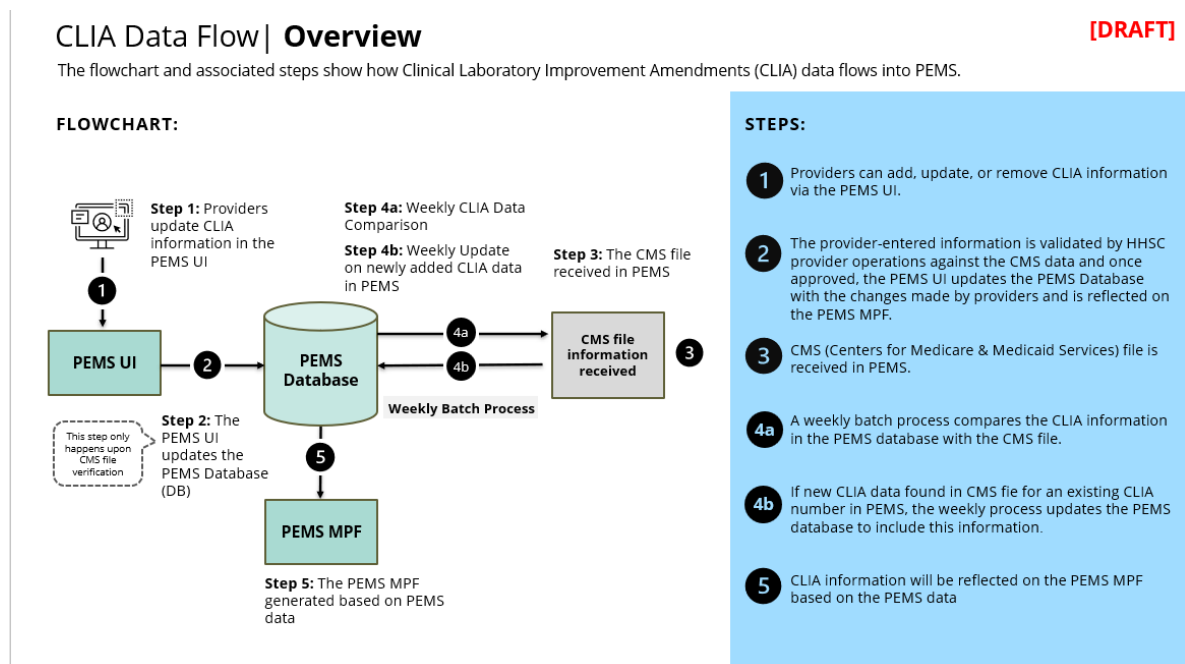 CLIA Data Flow| Overview
[DRAFT]
The flowchart and associated steps show how Clinical Laboratory Improvement Amendments (CLIA) data flows into PEMS.
FLOWCHART:
Step 1: Providers
update CLIA
information in the
PEMS UI
1
PEMS UI
2
This step only
happens upon
CMS file
verification
Step 2: The
PEMS UI
updates the
PEMS Database
(DB)
Step 4a: Weekly CLIA Data
Comparison
Step 4b: Weekly Update
on newly added CLIA data
in PEMS
PEMS
Database
4a
4b
Weekly Batch Process
Step 3: The CMS file
received in PEMS
CMS file
information
received
3
5
PEMS MPF
Step 5: The PEMS MPF
generated based on PEMS
data
STEPS:
1
Providers can add, update, or remove CLIA information
via the PEMS UI.
2
The provider-entered information is validated by HHSC
provider operations against the CMS data and once
approved, the PEMS UI updates the PEMS Database
with the changes made by providers and is reflected on
the PEMS MPF.
3
CMS (Centers for Medicare & Medicaid Services) file is
received in PEMS.
4a
A weekly batch process compares the CLIA information
in the PEMS database with the CMS file.
4b
If new CLIA data found in CMS fie for an existing CLIA
number in PEMS, the weekly process updates the PEMS
database to include this information.
5
CLIA information will be reflected on the PEMS MPF
based on the PEMS data